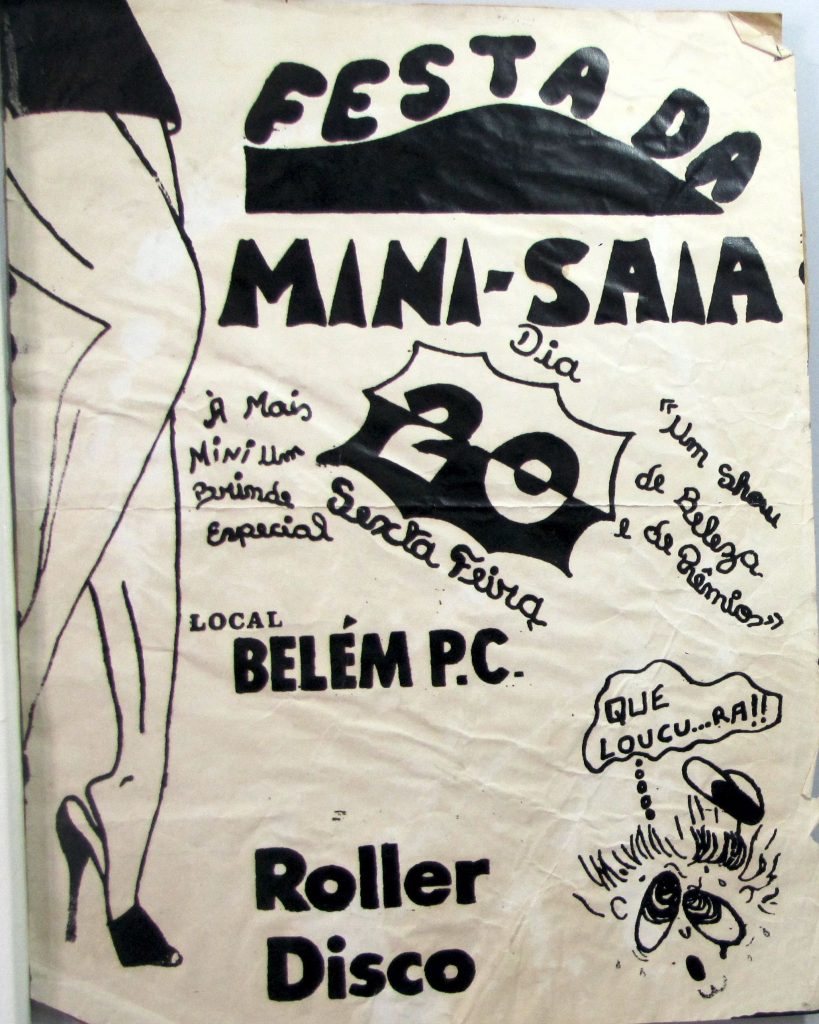 FESTA DA
MINI-SAIA
Dia
20
Sexta Feira
À Mais
Mini Um
Brinde
Especial
"Um Show
de Beleza
e de Prêmios"
LOCAL
BELÉM P.C.
QUE
LOUCU...RA!!
Roller
Disco